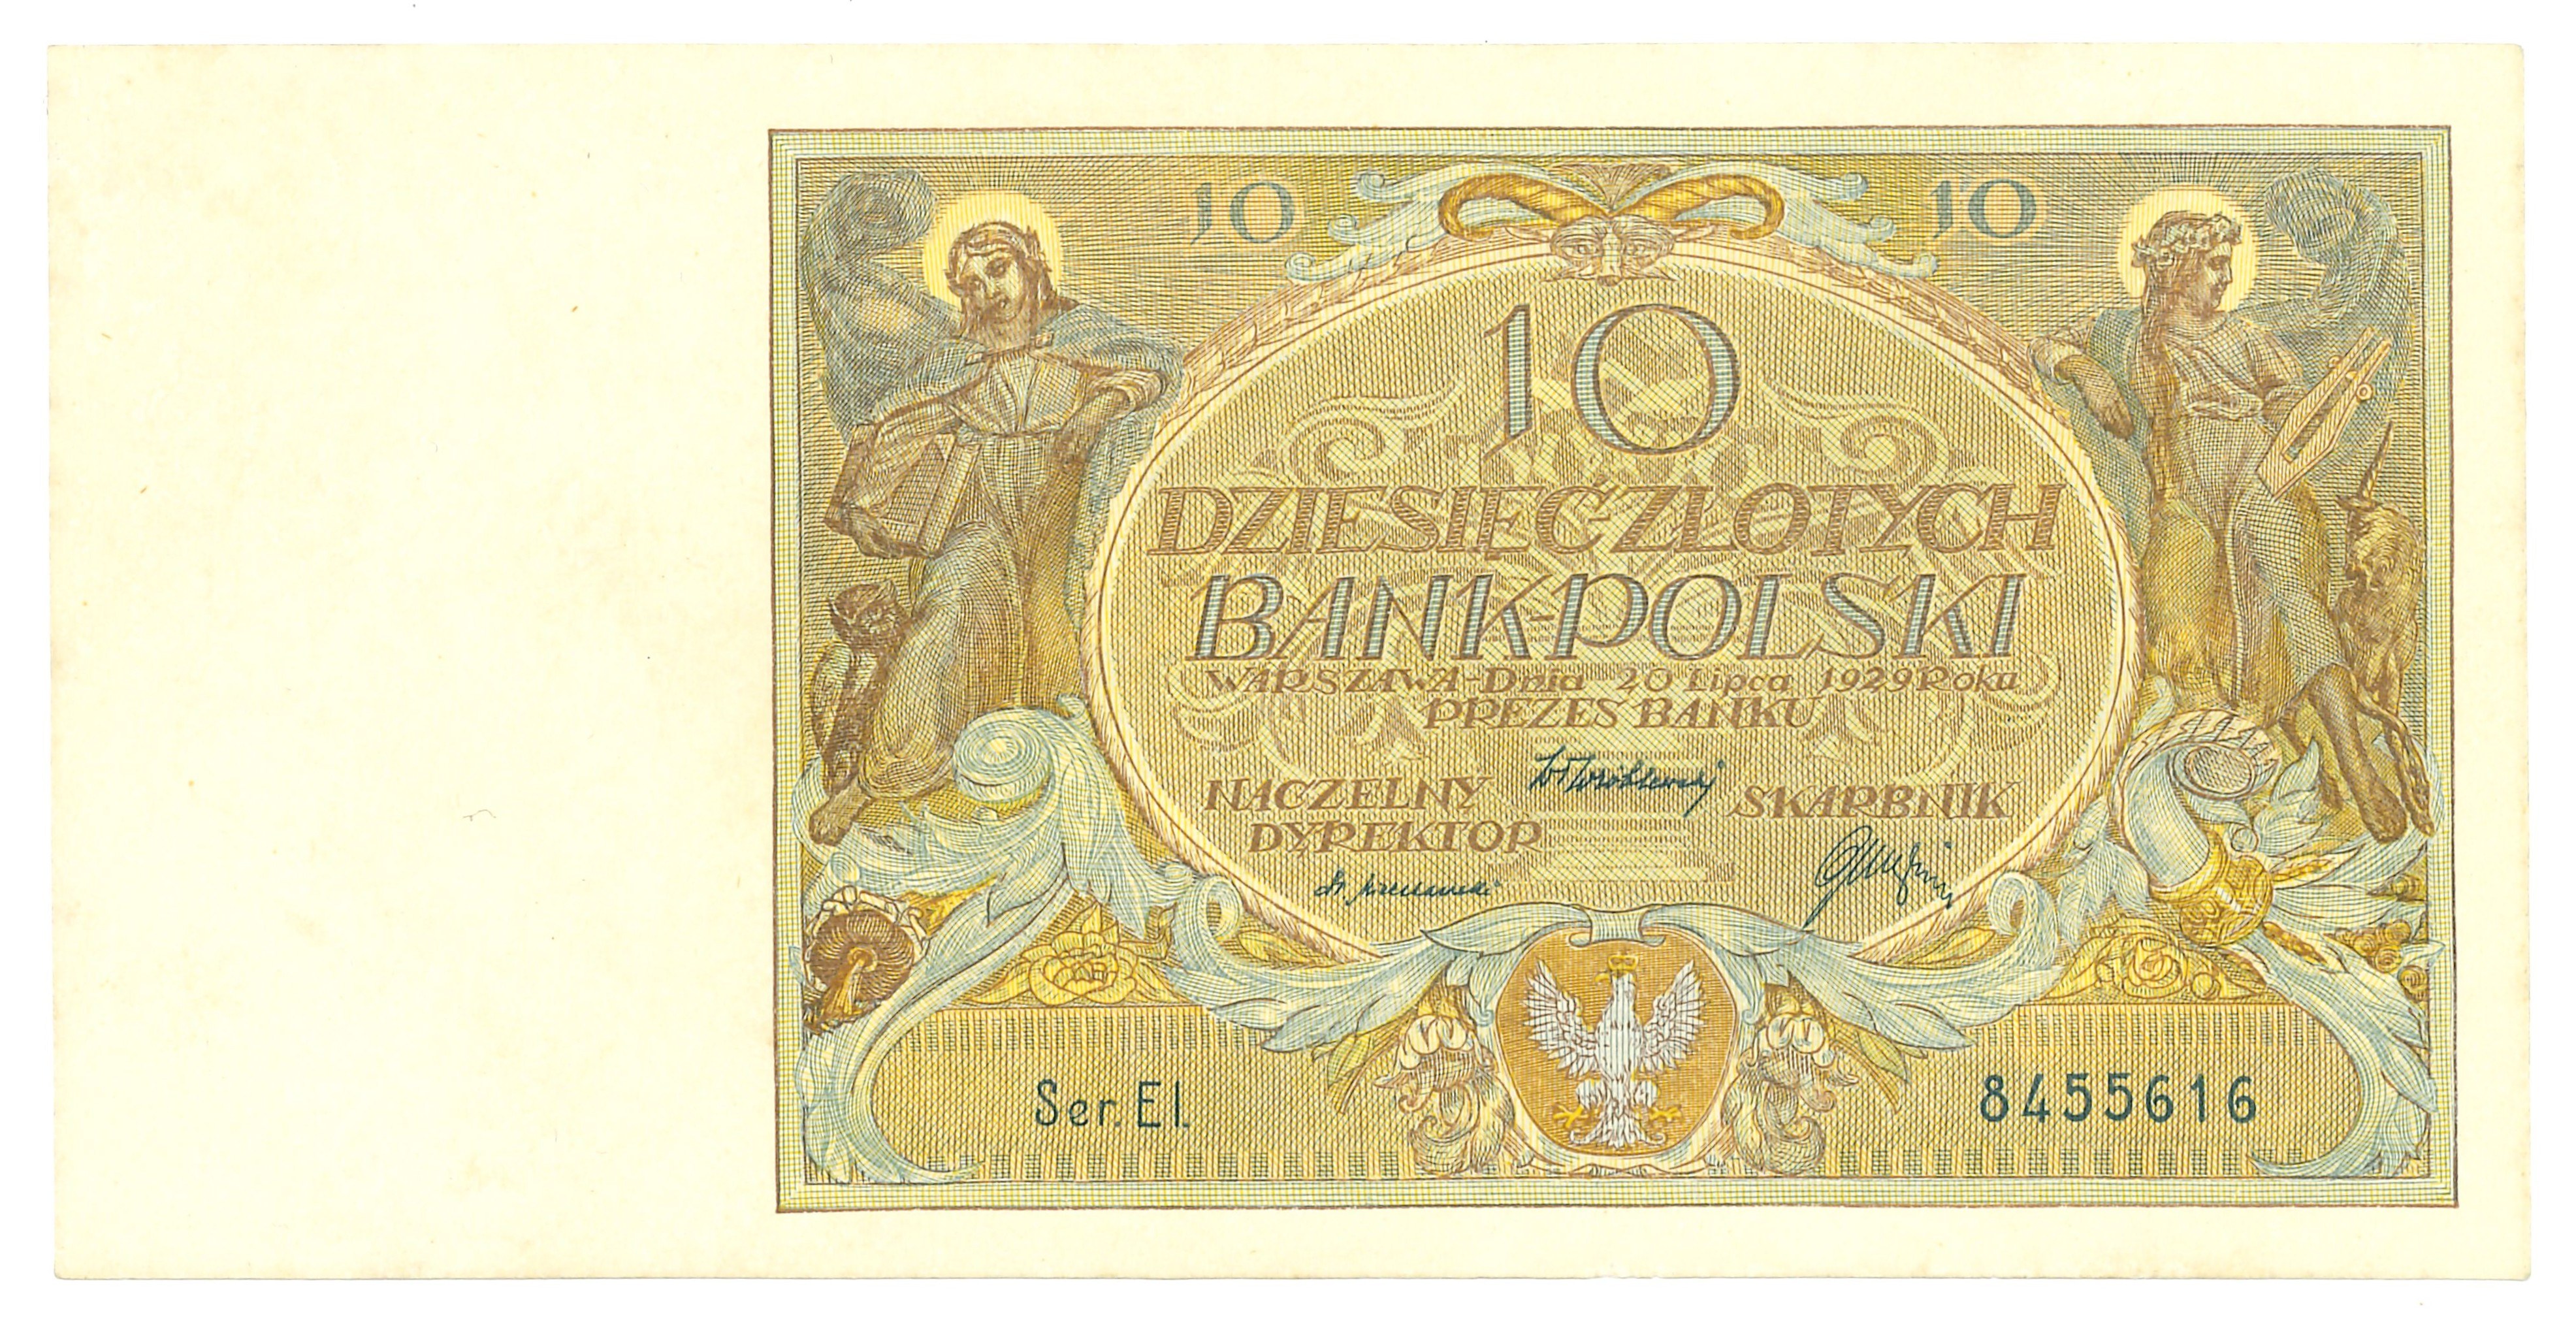 10 10
10
DZIESIĘĆ-ZŁOTYCH
BANK-POLSKI
WARSZAWA-Dnia 20 Lipca 1929 Roku
PREZES BANKU
NACZELNY SKARBNIK
DYREKTOR
Ser. EI. 8455616